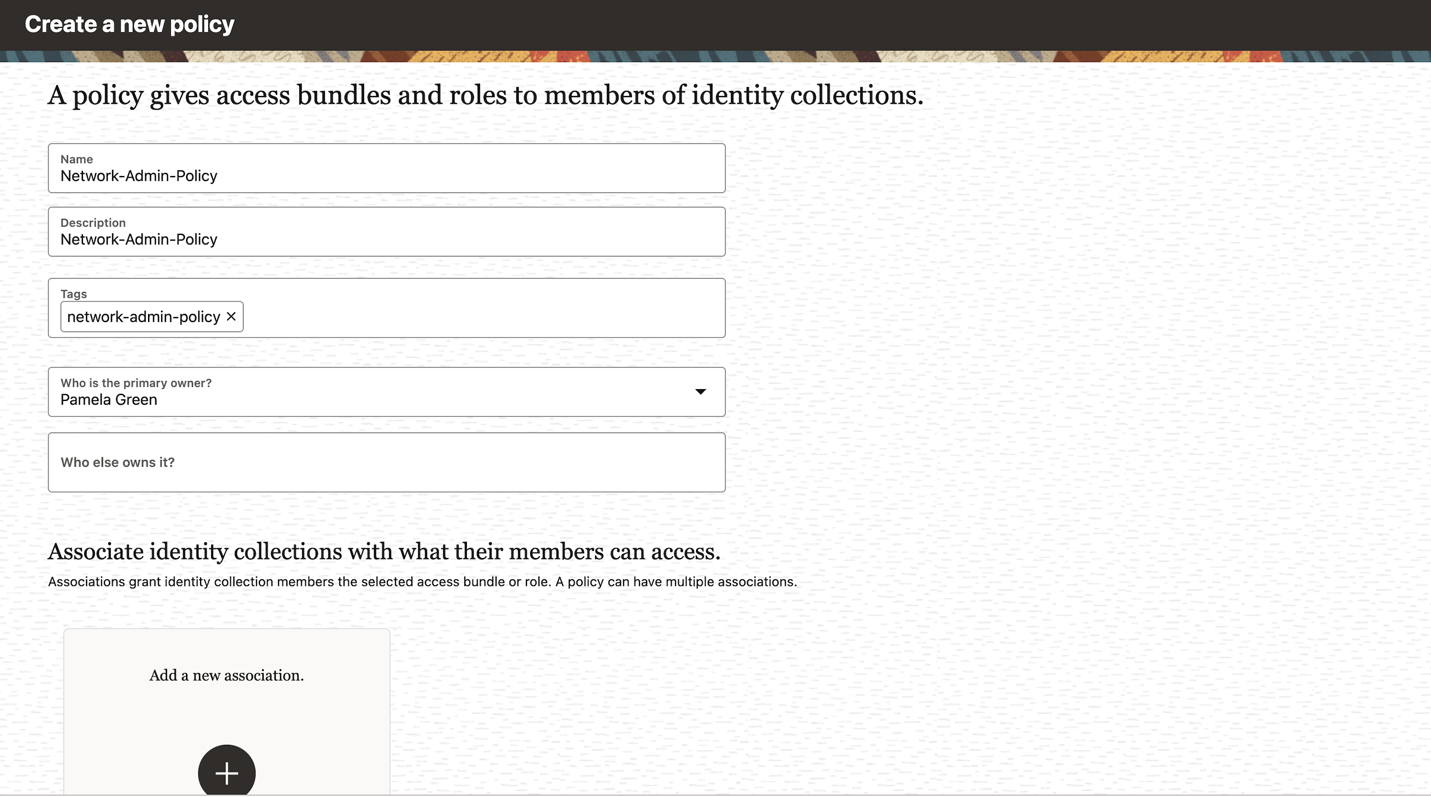 Create a new policy
A policy gives access bundles and roles to members of identity collections.
Name
Network-Admin-Policy
Description
Network-Admin-Policy
Tags
network-admin-policy ×
Who is the primary owner?
Pamela Green
Who else owns it?
Associate identity collections with what their members can access.
Associations grant identity collection members the selected access bundle or role. A policy can have multiple associations.
Add a new association.